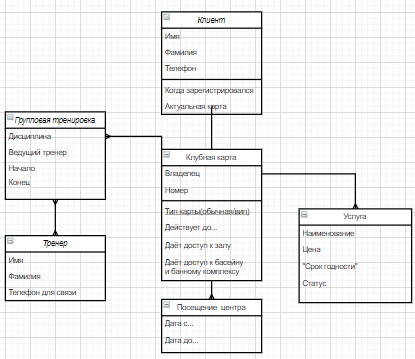 Клиент
Имя
Фамилия
Телефон
Когда зарегистрировался
Актуальная карта
Групповая тренировка
Дисциплина
Ведущий тренер
Начало
Конец
Клубная карта
Владелец
Номер
Тип карты(обычная/вип)
Действует до...
Даёт доступ к залу
Даёт доступ к басейну
и банному комплексу
Услуга
Наименование
Цена
"Срок годности"
Статус
Тренер
Имя
Фамилия
Телефон для связи
Посещение центра
Дата с...
Дата до...